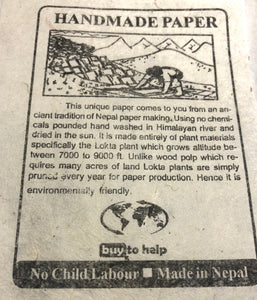 HANDMADE PAPER
This unique paper comes to you from an an-
cient tradition of Nepal paper making, Using no chemi-
cals pounded hand washed in Himalayan river and
dried in the sun. It is made entirely of plant materials
specifically the Lokta plant which grows altitude be-
tween 7000 to 9000 ft. Unlike wood polp which re-
quires many acres of land Lokta plants are simply
pruned every year for paper production. Hence it is
environmentally friendly.
buy to help
No Child Labour ■ Made in Nepal